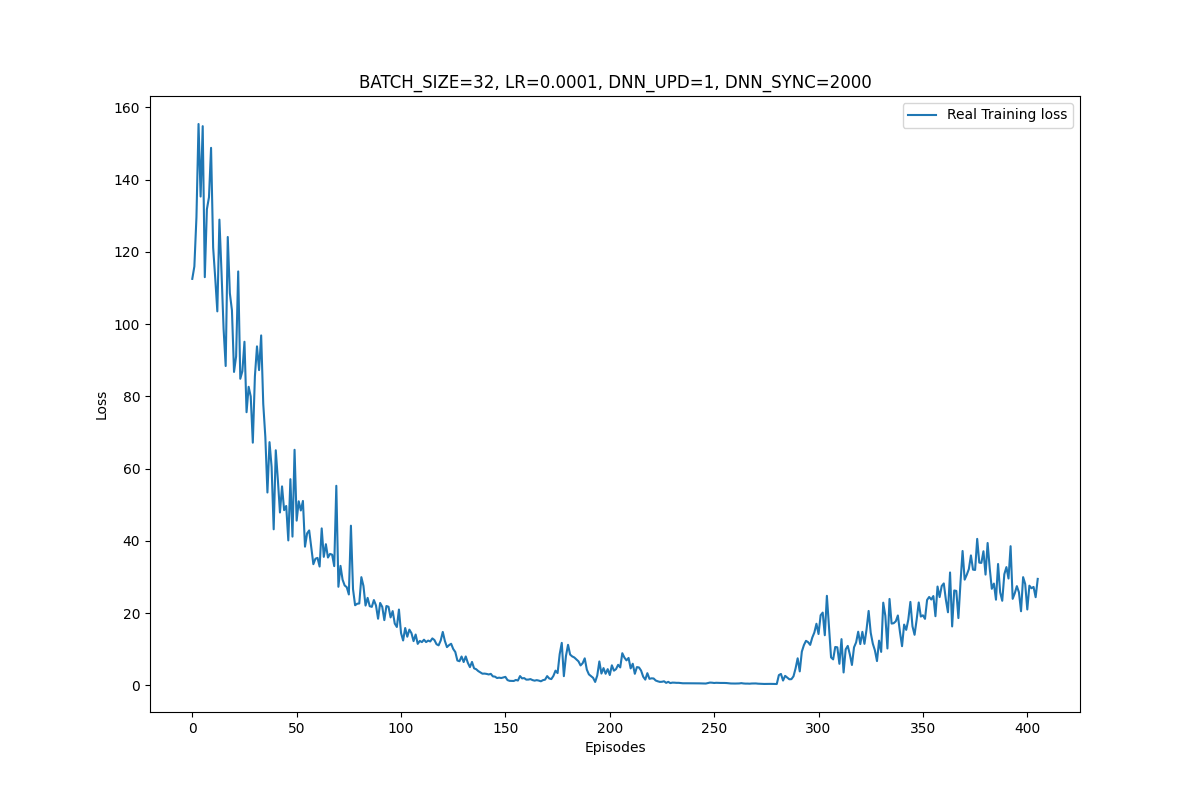 BATCH_SIZE=32, LR=0.0001, DNN_UPD=1, DNN_SYNC=2000
Real Training loss
160
140
120
100
80
60
40
20
0
Loss
0 50 100 150 200 250 300 350 400
Episodes